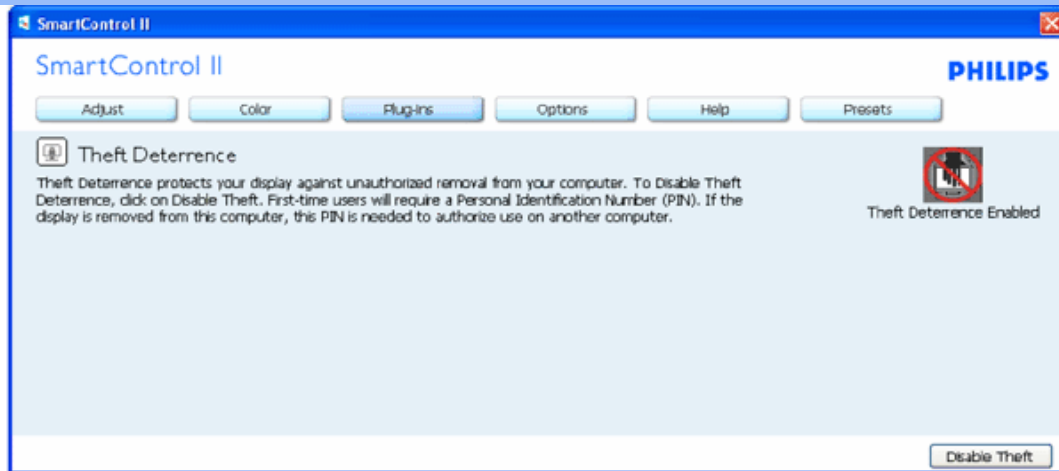 SmartControl II
SmartControl II
PHILIPS
Adjust Color Plug-ins Options Help Presets
Theft Deterrence
Theft Deterrence protects your display against unauthorized removal from your computer. To Disable Theft
Deterrence, click on Disable Theft. First-time users will require a Personal Identification Number (PIN). If the
display is removed from this computer, this PIN is needed to authorize use on another computer.
Theft Deterrence Enabled
Disable Theft